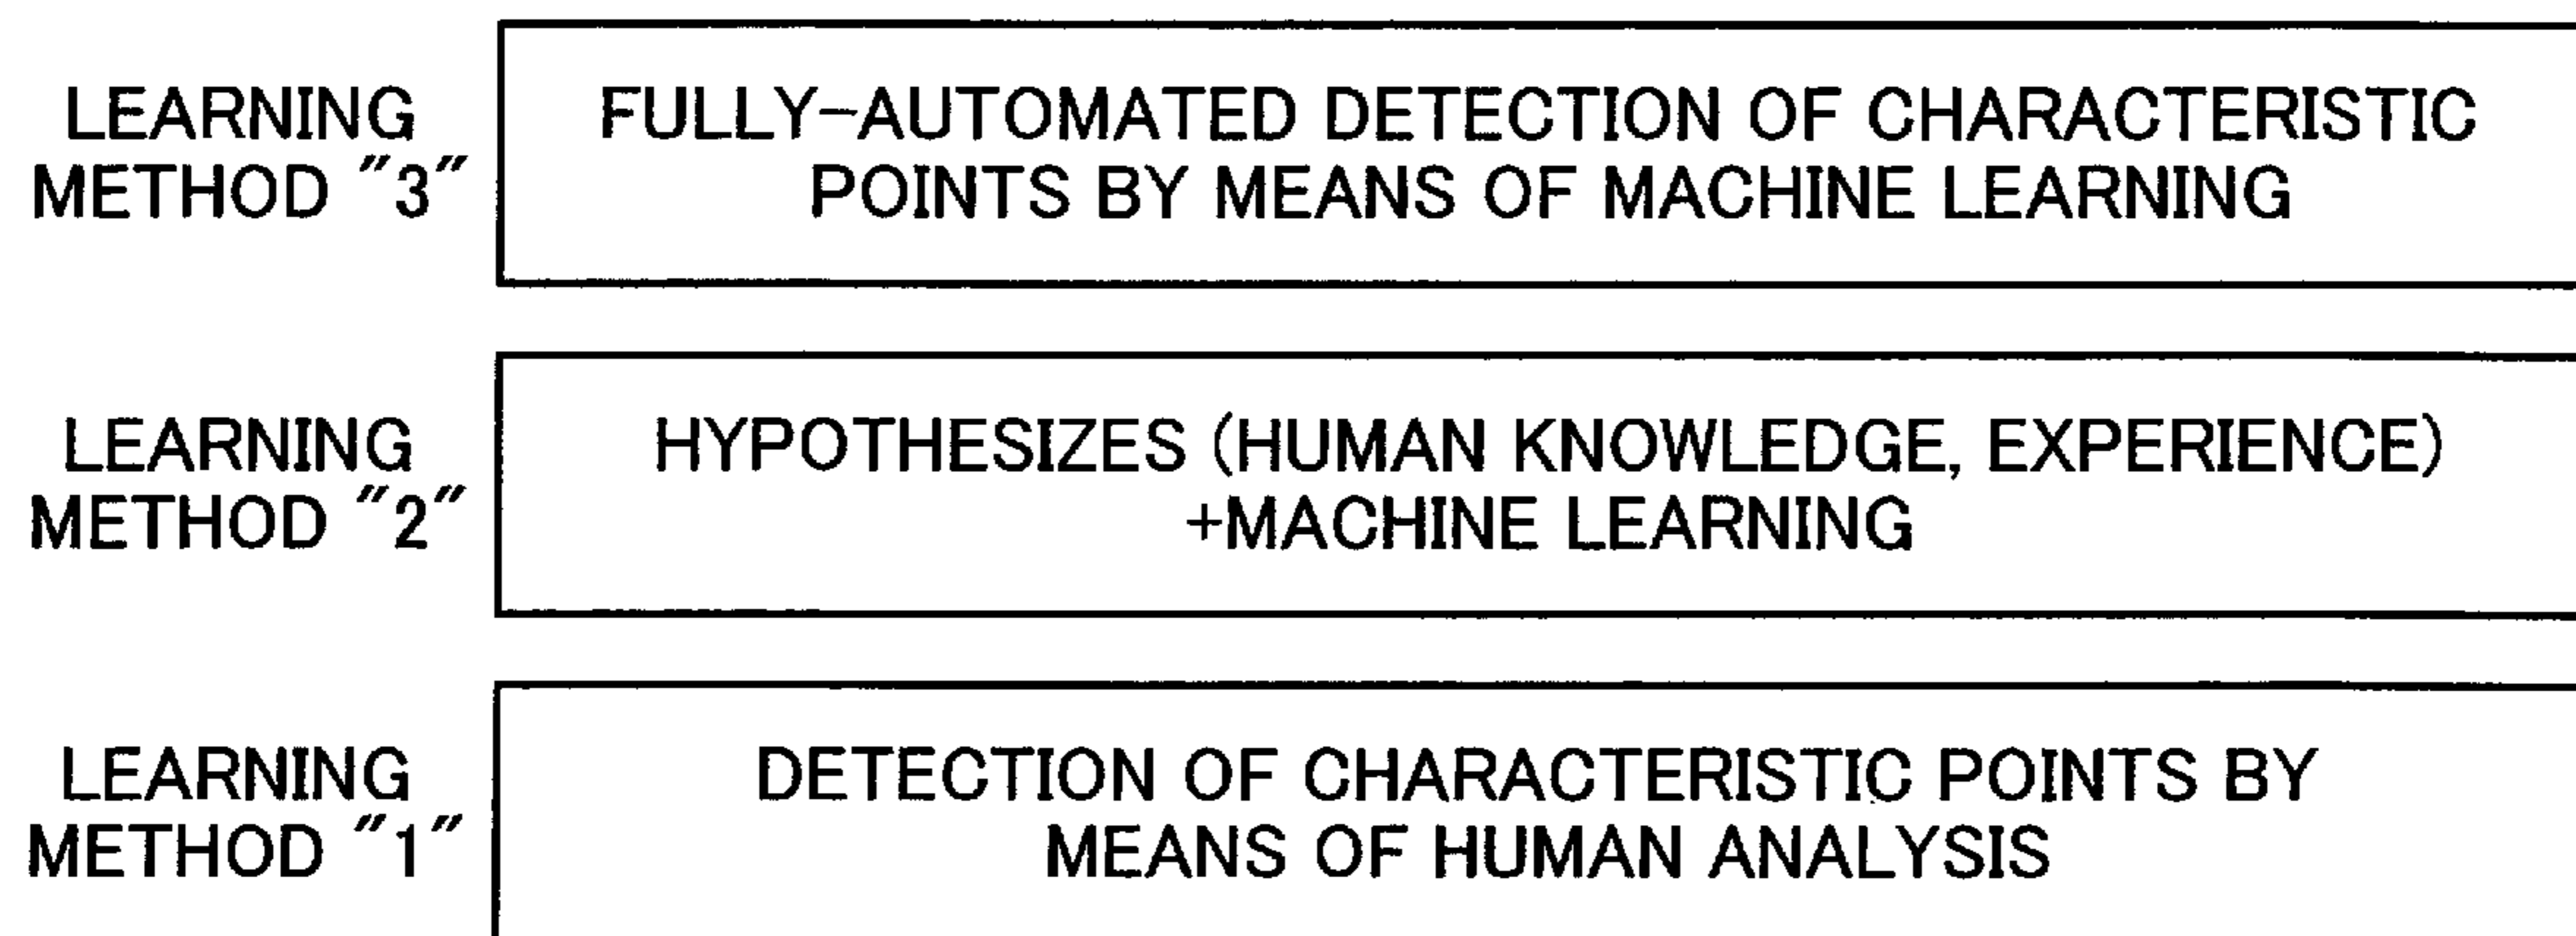 LEARNING
METHOD "3"
FULLY-AUTOMATED DETECTION OF CHARACTERISTIC
POINTS BY MEANS OF MACHINE LEARNING
LEARNING
METHOD "2"
HYPOTHESIZES (HUMAN KNOWLEDGE, EXPERIENCE)
+MACHINE LEARNING
LEARNING
METHOD "1"
DETECTION OF CHARACTERISTIC POINTS BY
MEANS OF HUMAN ANALYSIS